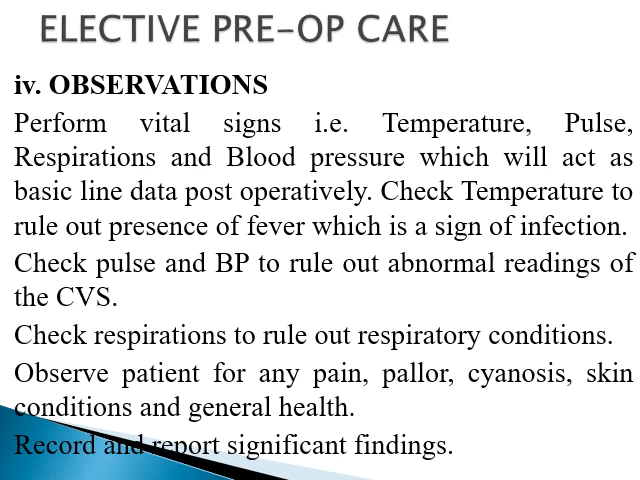 ELECTIVE PRE-OP CARE
iv. OBSERVATIONS
Perform vital signs i.e. Temperature, Pulse,
Respirations and Blood pressure which will act as
basic line data post operatively. Check Temperature to
rule out presence of fever which is a sign of infection.
Check pulse and BP to rule out abnormal readings of
the CVS.
Check respirations to rule out respiratory conditions.
Observe patient for any pain, pallor, cyanosis, skin
conditions and general health.
Record and report significant findings.